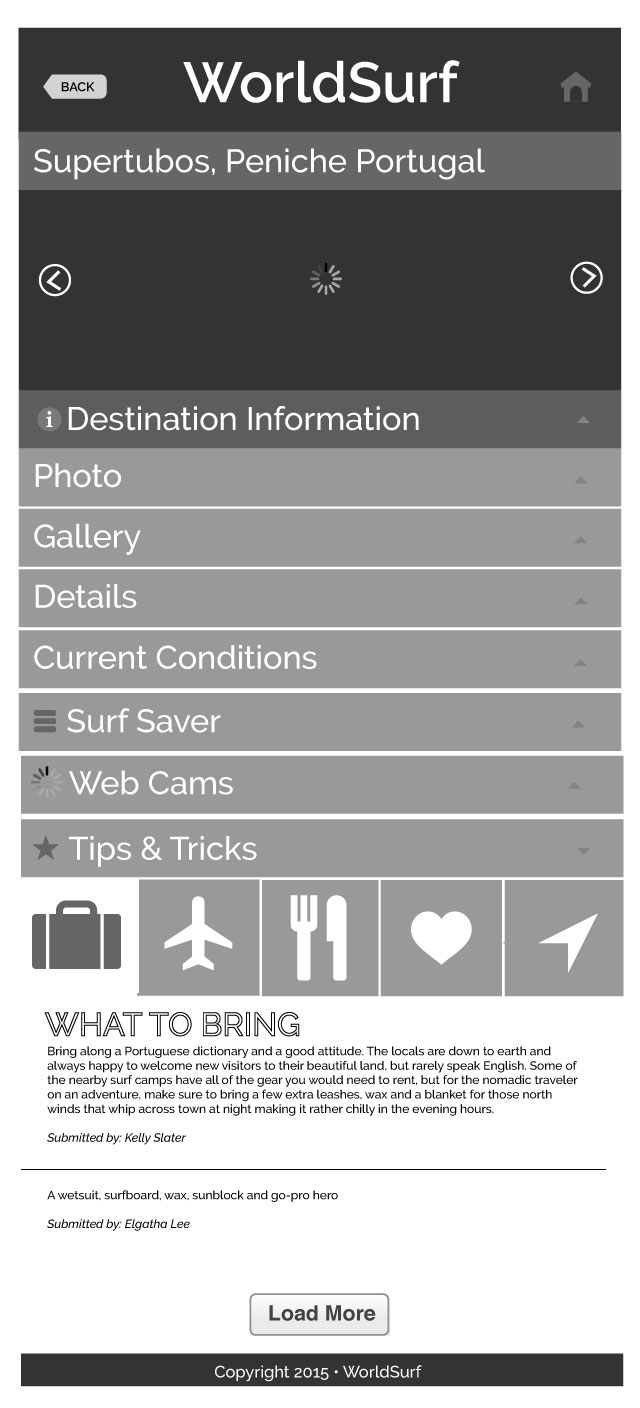 BACK
WorldSurf
Supertubos, Peniche Portugal
i Destination Information
Photo
Gallery
Details
Current Conditions
Surf Saver
Web Cams
Tips & Tricks
WHAT TO BRING
Bring along a Portuguese dictionary and a good attitude. The locals are down to earth and
always happy to welcome new visitors to their beautiful land, but rarely speak English. Some of
the nearby surf camps have all of the gear you would need to rent, but for the nomadic traveler
on an adventure, make sure to bring a few extra leashes, wax and a blanket for those north
winds that whip across town at night making it rather chilly in the evening hours.
Submitted by: Kelly Slater
A wetsuit, surfboard, wax, sunblock and go-pro hero
Submitted by: Elgatha Lee
Load More
Copyright 2015 • WorldSurf